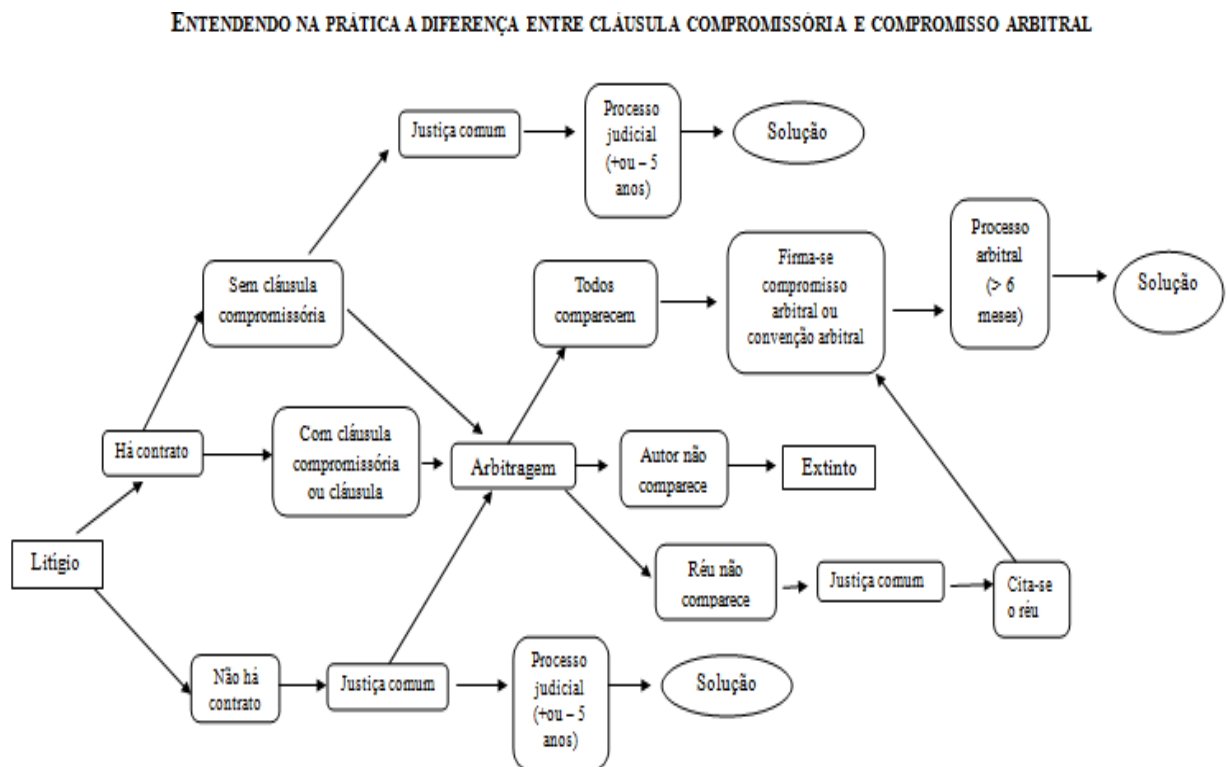 ENTENDENDO NA PRÁTICA A DIFERENÇA ENTRE CLÁUSULA COMPROMISSÓRIA E COMPROMISSO ARBITRAL
Justiça comum
Processo
judicial
(+ou – 5
anos)
Solução
Sem cláusula
compromissória
Todos
comparecem
Firma-se
compromisso
arbitral ou
convenção arbitral
Processo
arbitral
(> 6
meses)
Solução
Há contrato
Com cláusula
compromissória
ou cláusula
Arbitragem
Autor não
comparece
Extinto
Litígio
Réu não
comparece
Justiça comum
Cita-se
o réu
Não há
contrato
Justiça comum
Processo
judicial
(+ou – 5
anos)
Solução